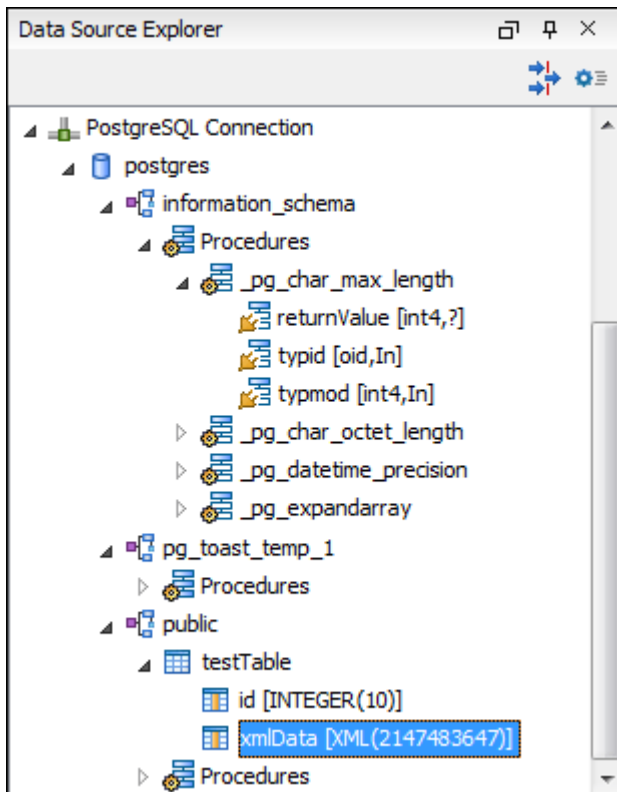 Data Source Explorer
PostgreSQL Connection
postgres
information_schema
Procedures
_pg_char_max_length
returnValue [int4,?]
typid [oid,In]
typmod [int4,In]
_pg_char_octet_length
_pg_datetime_precision
_pg_expandarray
pg_toast_temp_1
Procedures
public
testTable
id [INTEGER(10)]
xmlData [XML(2147483647)]
Procedures